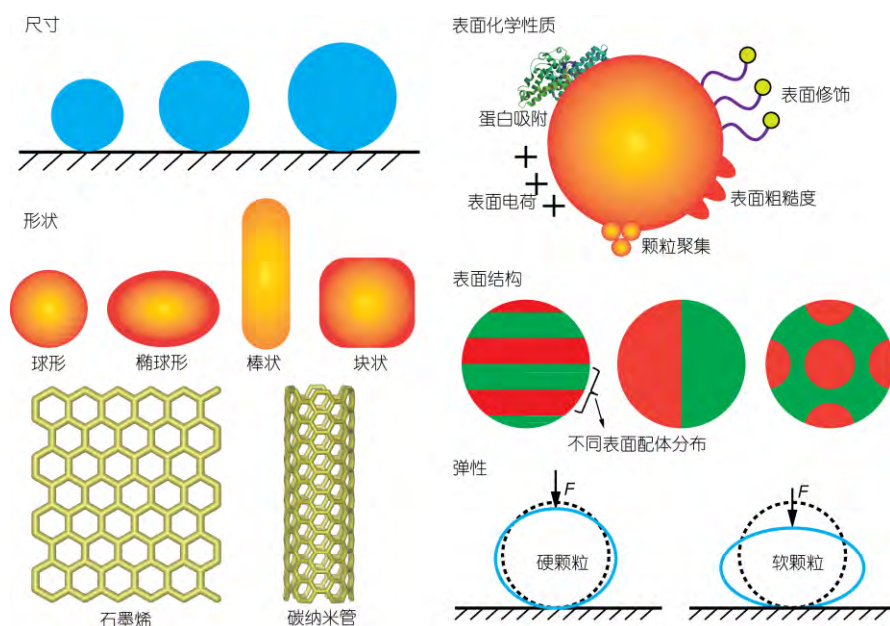 尺寸
形状
球形
椭球形
棒状
块状
石墨烯
碳纳米管
表面化学性质
蛋白吸附
表面修饰
表面电荷
表面粗糙度
颗粒聚集
表面结构
不同表面配体分布
弹性
F
硬颗粒
F
软颗粒